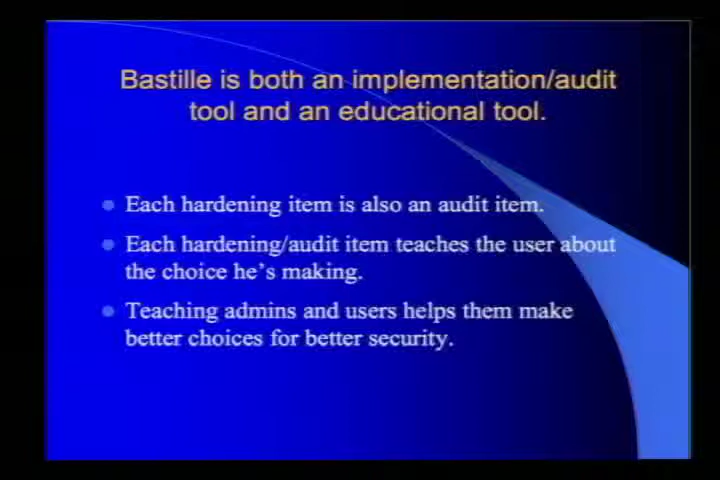 Bastille is both an implementation/audit
tool and an educational tool.
Each hardening item is also an audit item.
Each hardening/audit item teaches the user about
the choice he's making.
Teaching admins and users helps them make
better choices for better security.